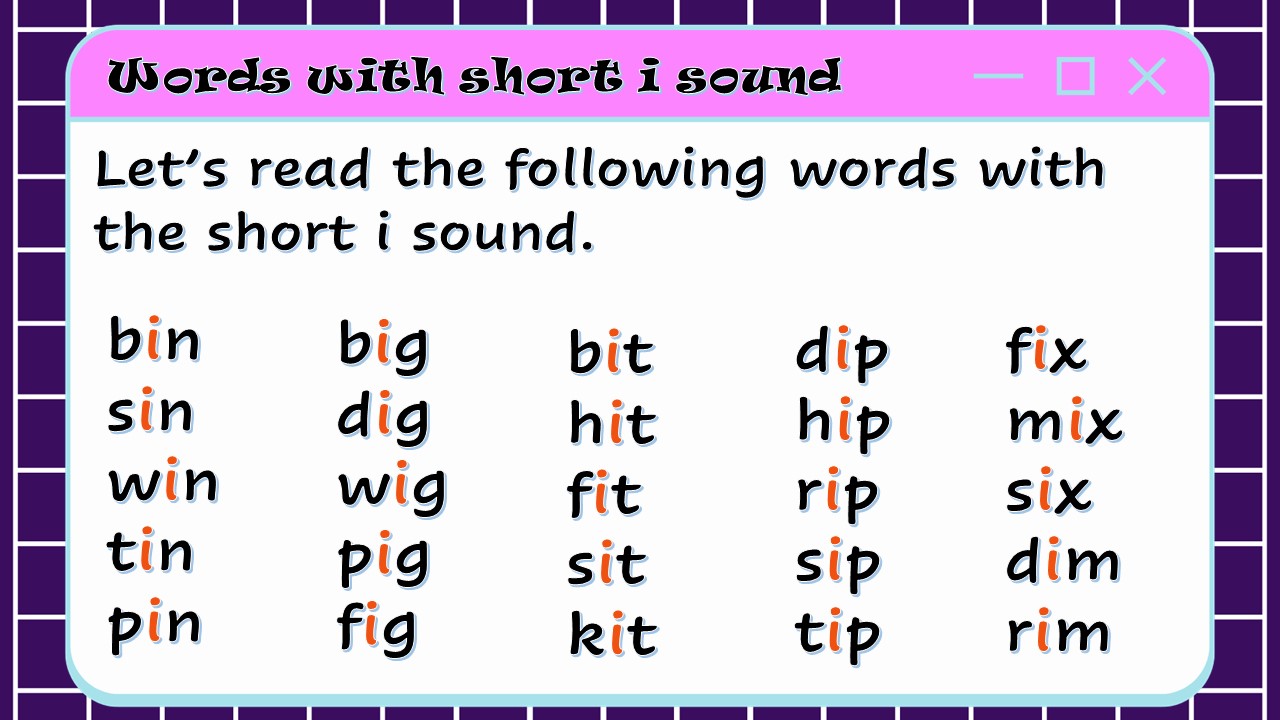 Words with short i sound
Let's read the following words with
the short i sound.
bin big bit dip fix
sin dig hit hip mix
win wig fit rip six
tin pig sit sip dim
pin fig kit tip rim